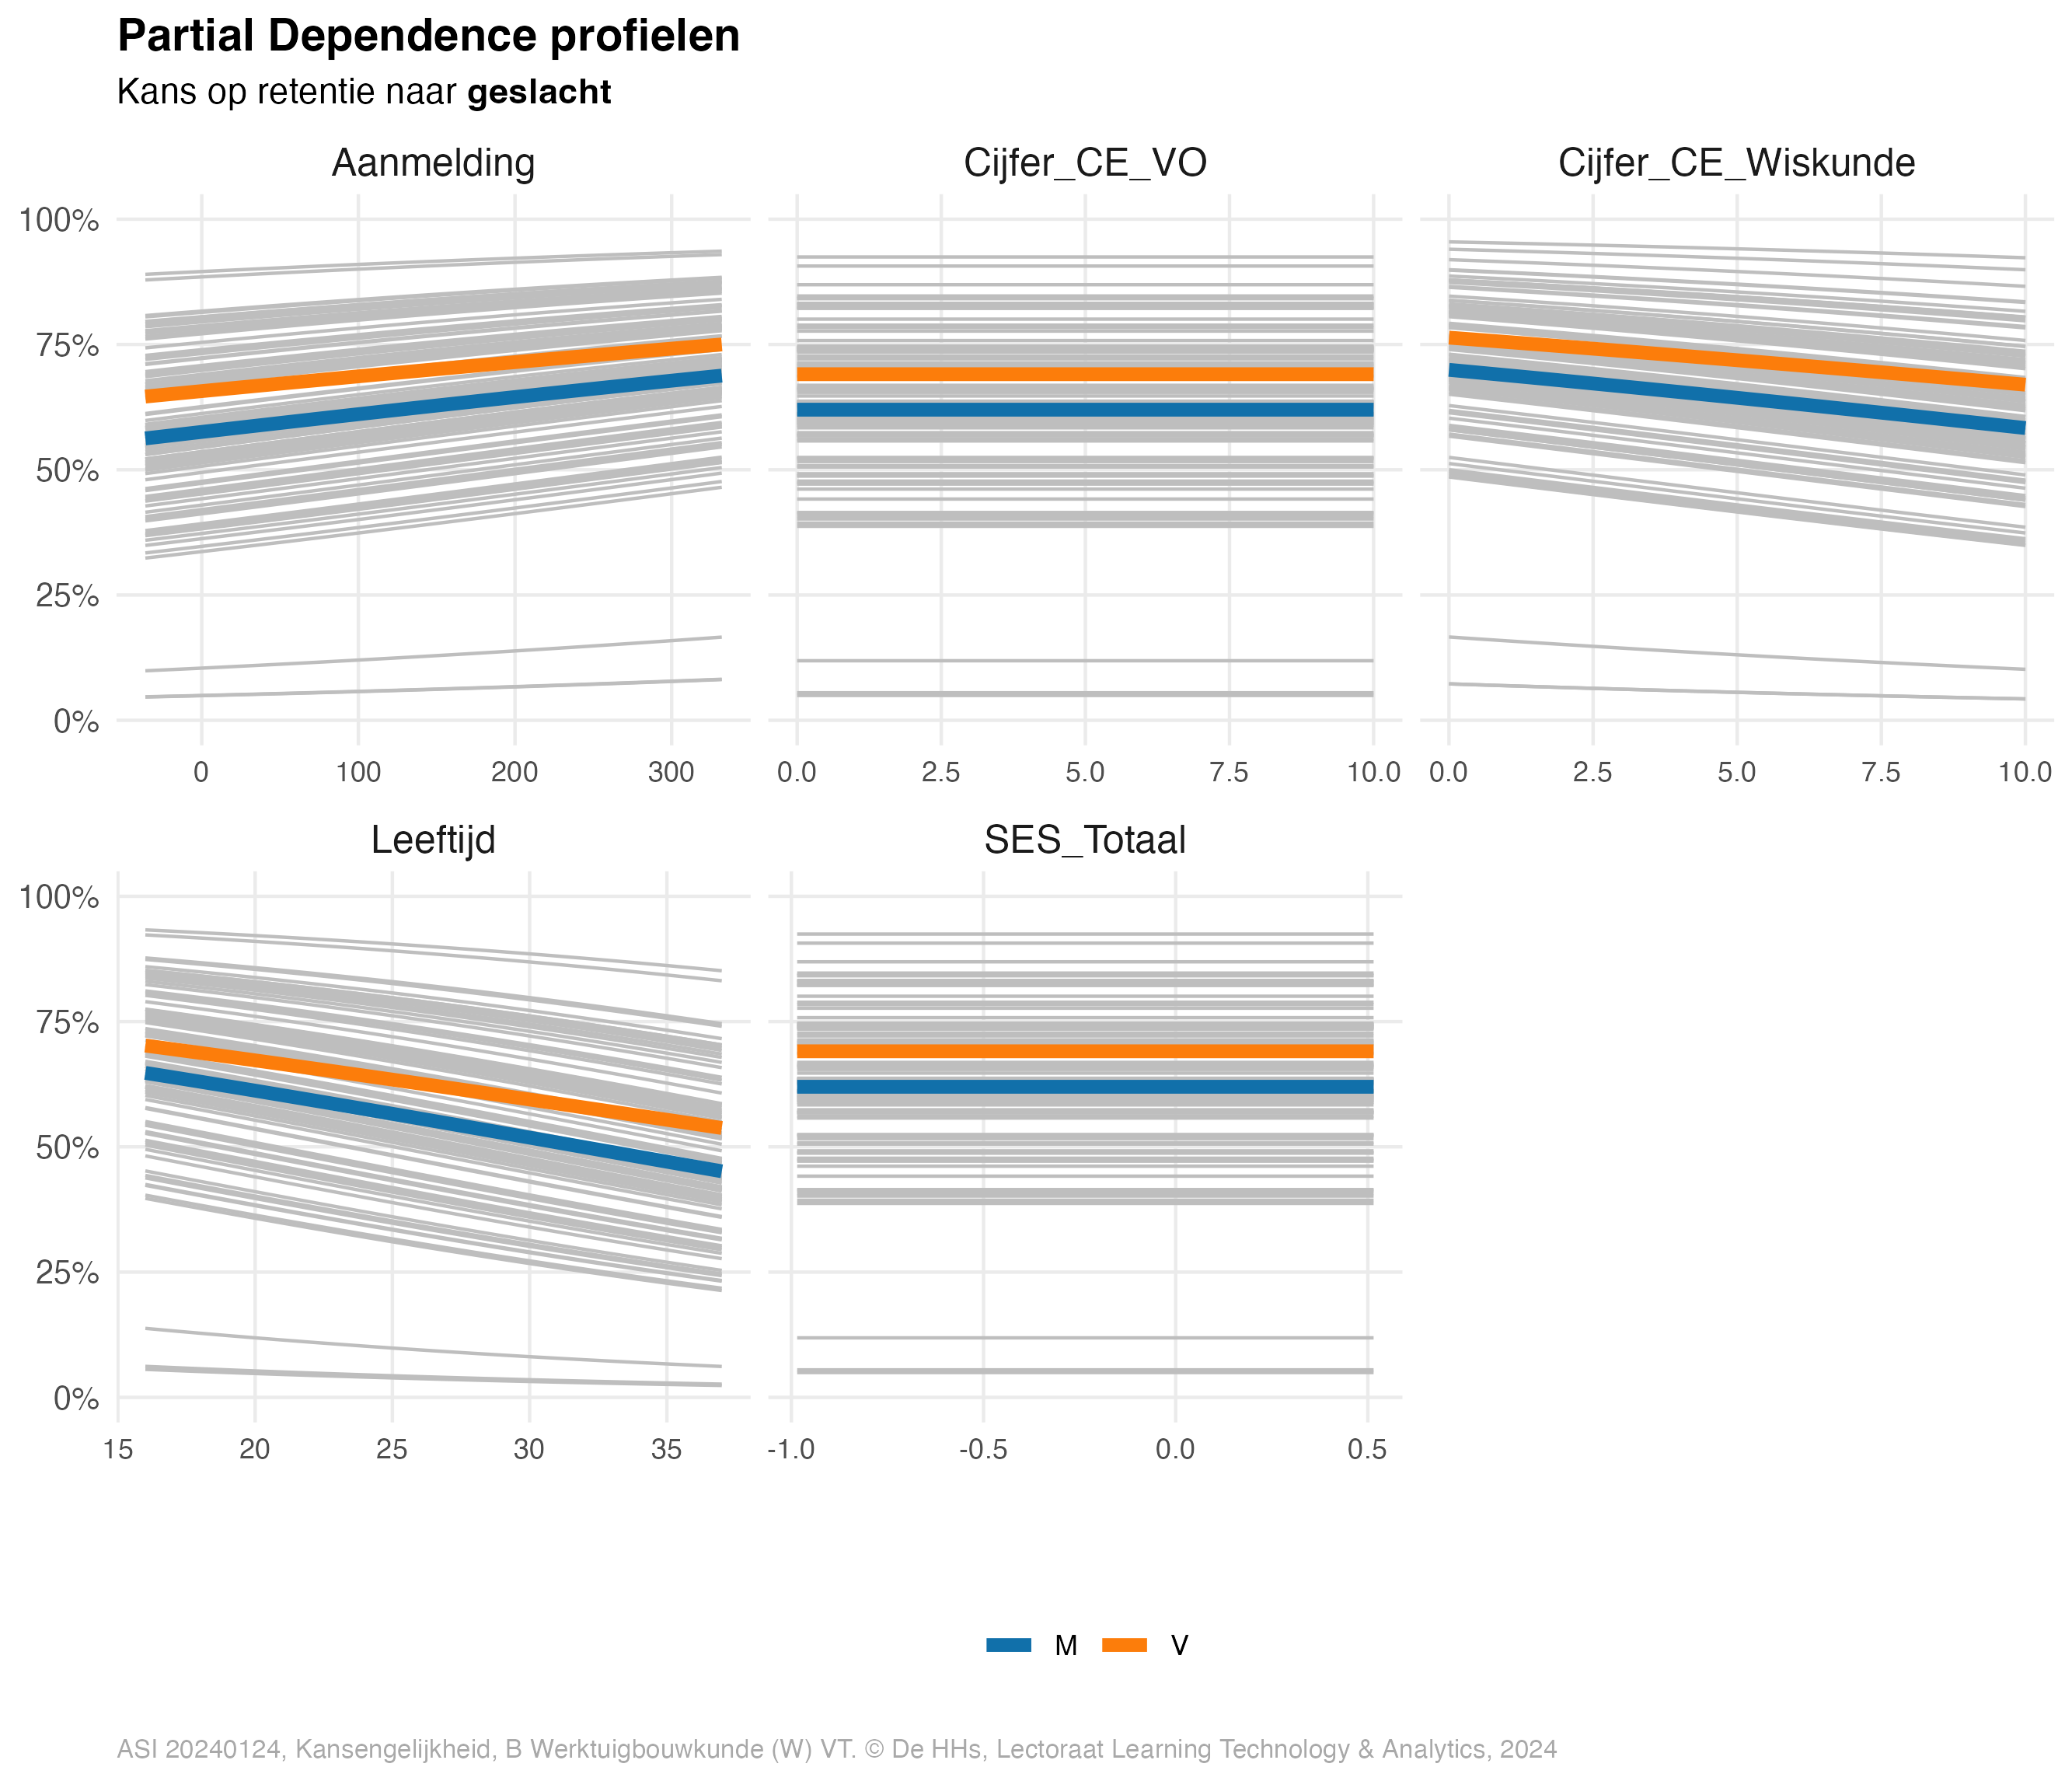 Partial Dependence profielen
Kans op retentie naar geslacht
Aanmelding Cijfer_CE_VO Cijfer_CE_Wiskunde
100%
75%
50%
25%
0%
0 100 200 300 0.0 2.5 5.0 7.5 10.0 0.0 2.5 5.0 7.5 10.0
Leeftijd SES_Totaal
100%
75%
50%
25%
0%
15 20 25 30 35 -1.0 -0.5 0.0 0.5
M V
ASI 20240124, Kansengelijkheid, B Werktuigbouwkunde (W) VT. © De HHs, Lectoraat Learning Technology & Analytics, 2024